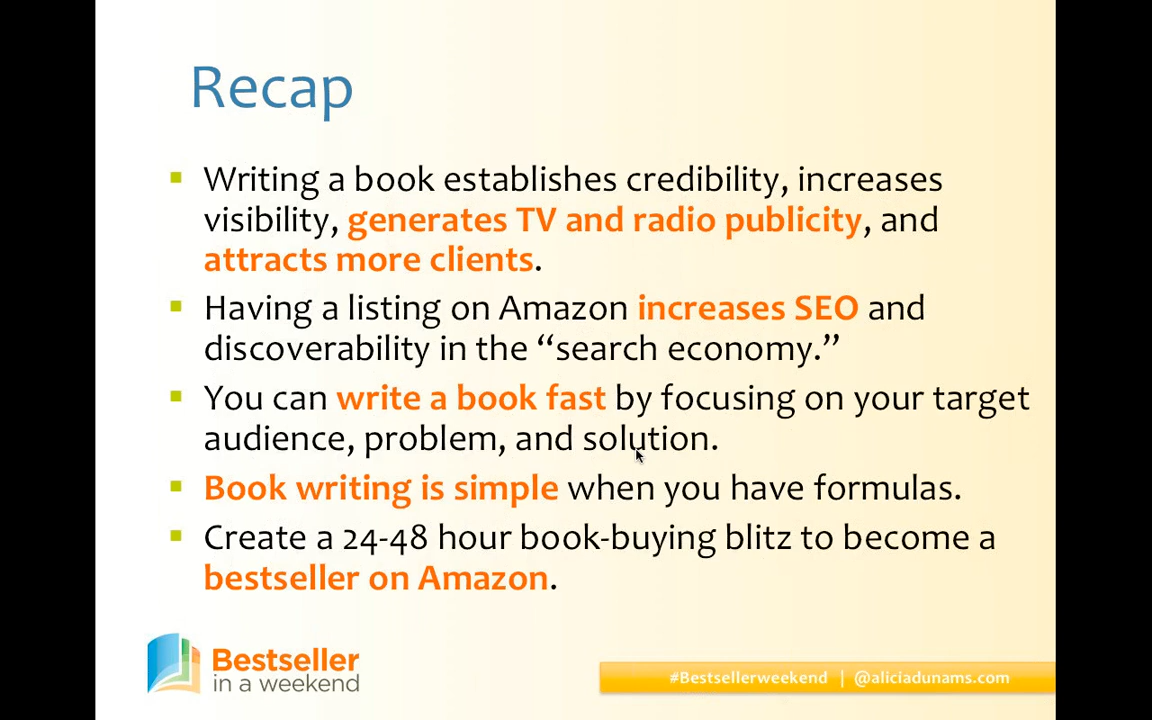 Recap
Writing a book establishes credibility, increases
visibility, generates TV and radio publicity, and
attracts more clients.
Having a listing on Amazon increases SEO and
discoverability in the “search economy.”
You can write a book fast by focusing on your target
audience, problem, and solution.
Book writing is simple when you have formulas.
Create a 24-48 hour book-buying blitz to become a
bestseller on Amazon.
Bestseller
in a weekend
#Bestsellerweekend | @aliciadunams.com